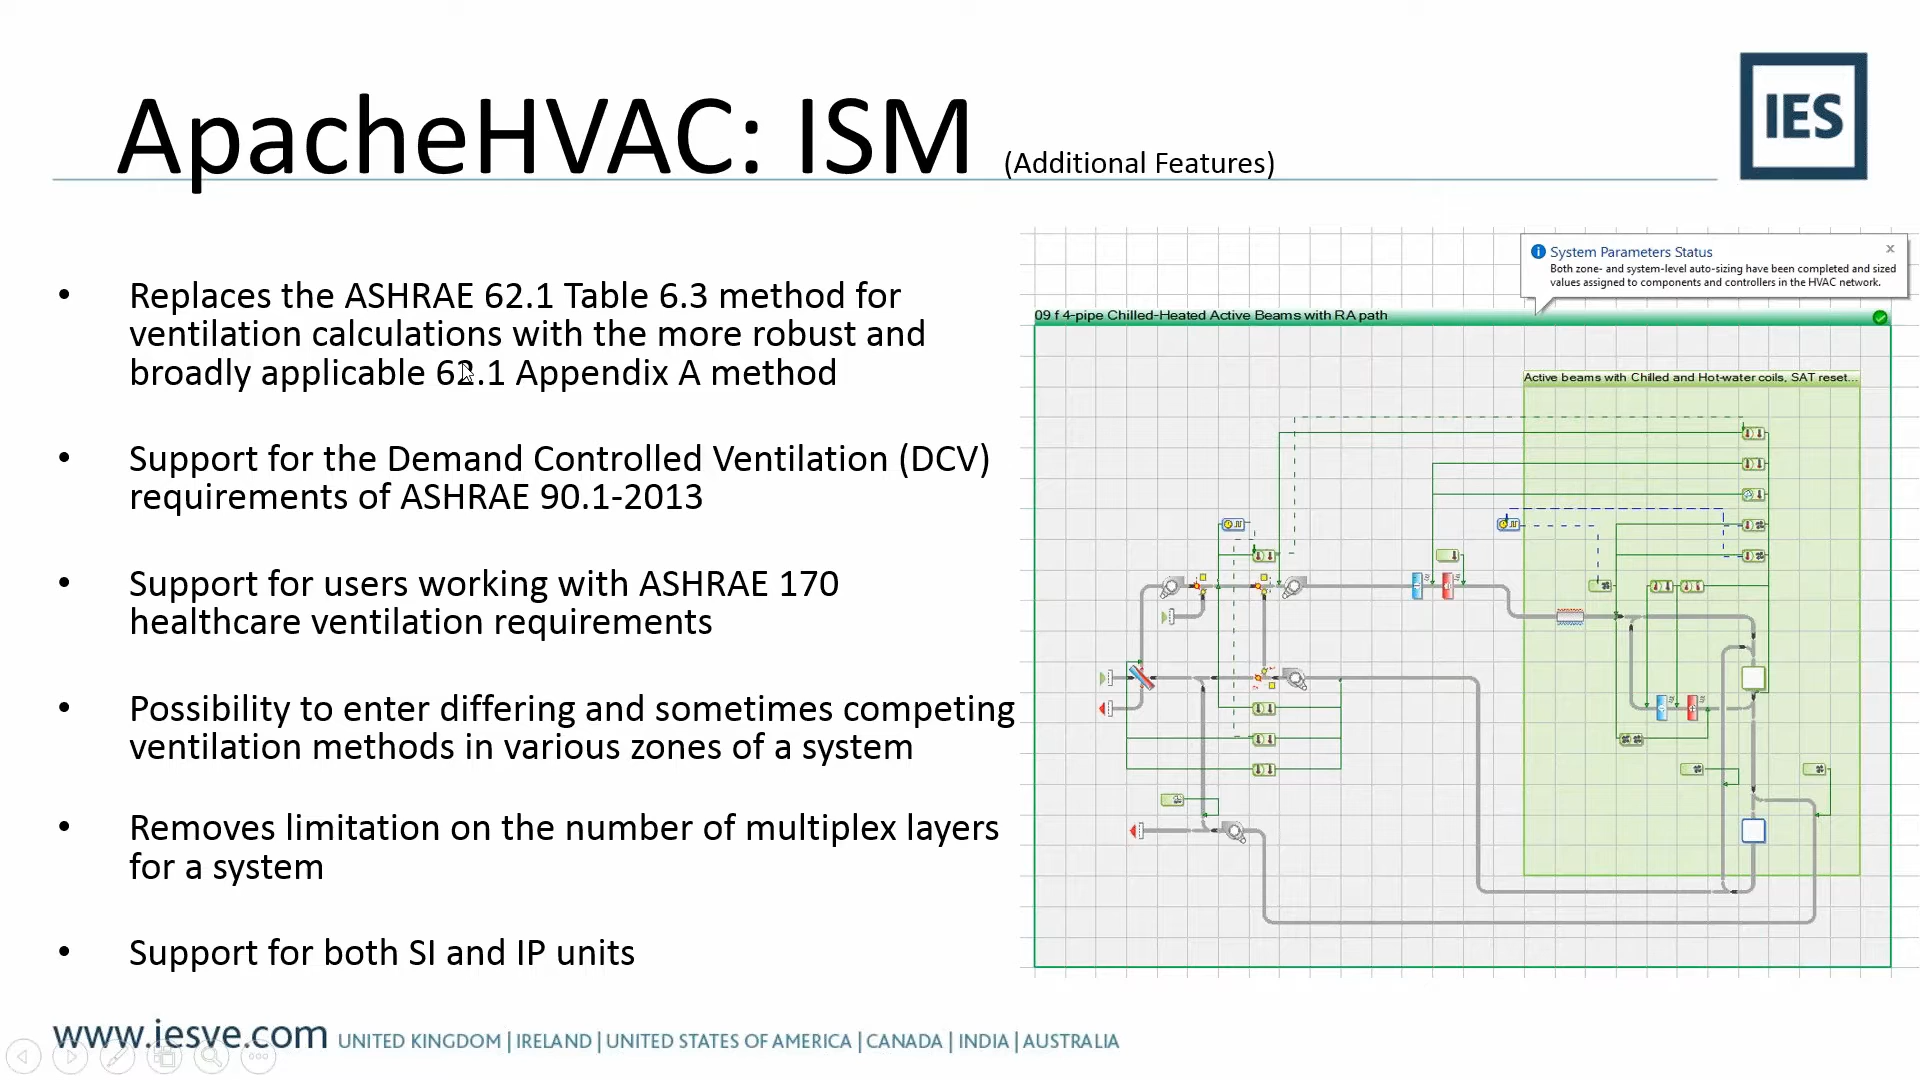 ApacheHVAC: ISM (Additional Features)
IES
• Replaces the ASHRAE 62.1 Table 6.3 method for
ventilation calculations with the more robust and
broadly applicable 62.1 Appendix A method
• Support for the Demand Controlled Ventilation (DCV)
requirements of ASHRAE 90.1-2013
• Support for users working with ASHRAE 170
healthcare ventilation requirements
• Possibility to enter differing and sometimes competing
ventilation methods in various zones of a system
• Removes limitation on the number of multiplex layers
for a system
• Support for both SI and IP units
System Parameters Status
Both zone- and system-level auto-sizing have been completed and sized
values assigned to components and controllers in the HVAC network.
09 f 4-pipe Chilled-Heated Active Beams with RA path
Active beams with Chilled and Hot-water coils, SAT reset...
www.iesve.com UNITED KINGDOM | IRELAND | UNITED STATES OF AMERICA | CANADA | INDIA | AUSTRALIA